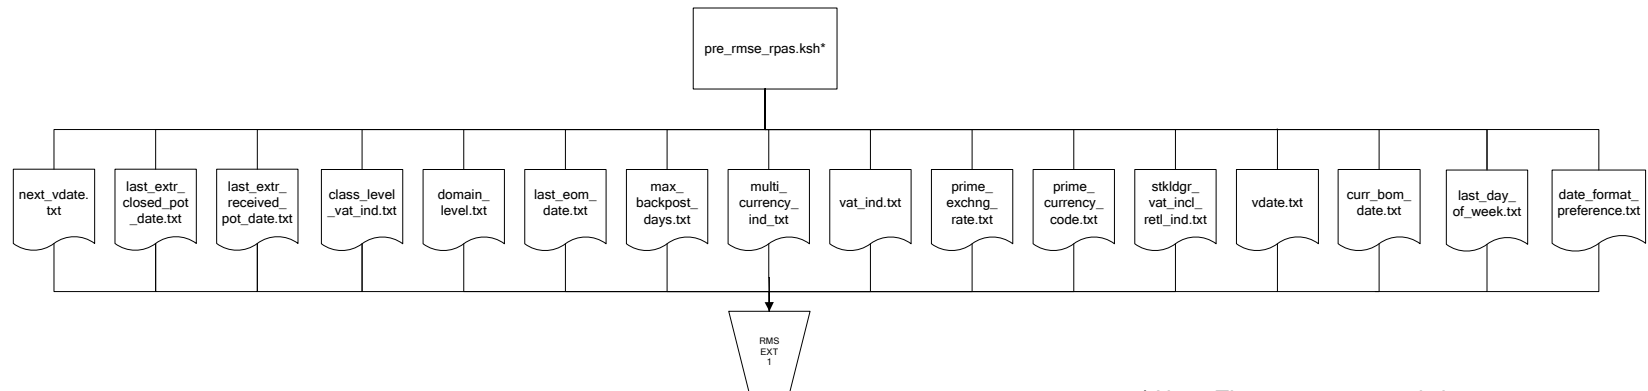 pre_rmse_rpas.ksh*
next_vdate.
txt
last_extr_
closed_pot
_date.txt
last_extr_
received_
pot_date.txt
class_level
_vat_ind.txt
domain_
level.txt
last_eom_
date.txt
max_
backpost_
days.txt
multi_
currency_
ind_txt
vat_ind.txt
prime_
exchng_
rate.txt
prime_
currency_
code.txt
stkldgr_
vat_incl_
retl_ind.txt
vdate.txt
curr_bom_
date.txt
last_day_
of_week.txt
date_format_
preference.txt
RMS
EXT
1